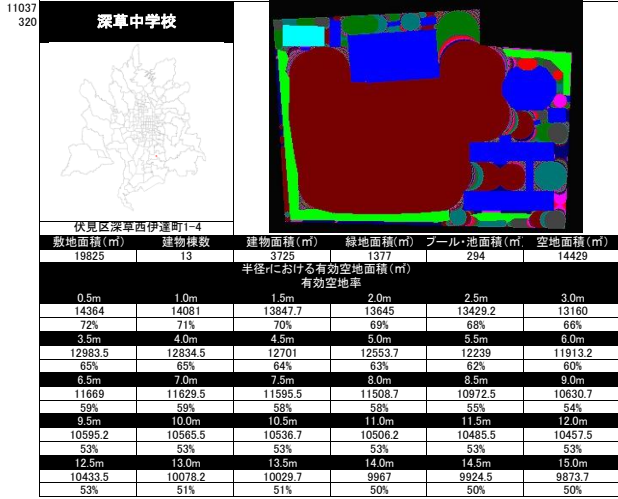 11037
320
深草中学校
伏見区深草西伊達町1-4
敷地面積(㎡) 建物棟数 建物面積(㎡) 緑地面積(㎡) プール・池面積(㎡) 空地面積(㎡)
19825 13 3725 1377 294 14429
半径rにおける有効空地面積(㎡)
有効空地率
0.5m 1.0m 1.5m 2.0m 2.5m 3.0m
14364 14081 13847.7 13645 13429.2 13160
72% 71% 70% 69% 68% 66%
3.5m 4.0m 4.5m 5.0m 5.5m 6.0m
12983.5 12834.5 12701 12553.7 12239 11913.2
65% 65% 64% 63% 62% 60%
6.5m 7.0m 7.5m 8.0m 8.5m 9.0m
11669 11629.5 11595.5 11508.7 10972.5 10630.7
59% 59% 58% 58% 55% 54%
9.5m 10.0m 10.5m 11.0m 11.5m 12.0m
10595.2 10565.5 10536.7 10506.2 10485.5 10457.5
53% 53% 53% 53% 53% 53%
12.5m 13.0m 13.5m 14.0m 14.5m 15.0m
10433.5 10078.2 10029.7 9967 9924.5 9873.7
53% 51% 51% 50% 50% 50%